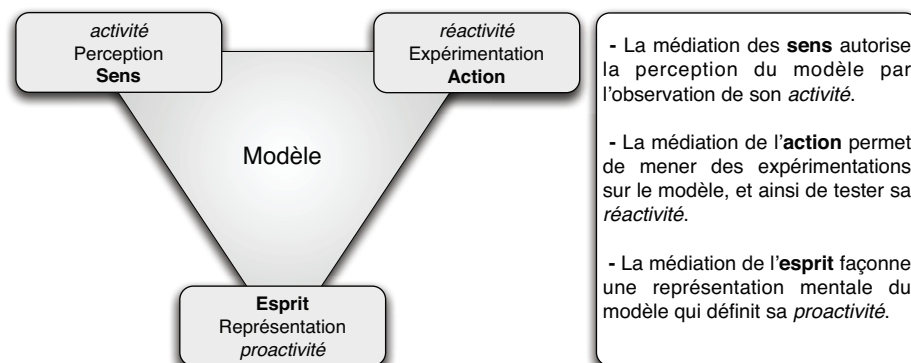 activité
Perception
Sens
réactivité
Expérimentation
Action
Modèle
Esprit
Représentation
proactivité
- La médiation des sens autorise
la perception du modèle par
l'observation de son activité.
- La médiation de l'action permet
de mener des expérimentations
sur le modèle, et ainsi de tester sa
réactivité.
- La médiation de l'esprit façonne
une représentation mentale du
modèle qui définit sa proactivité.